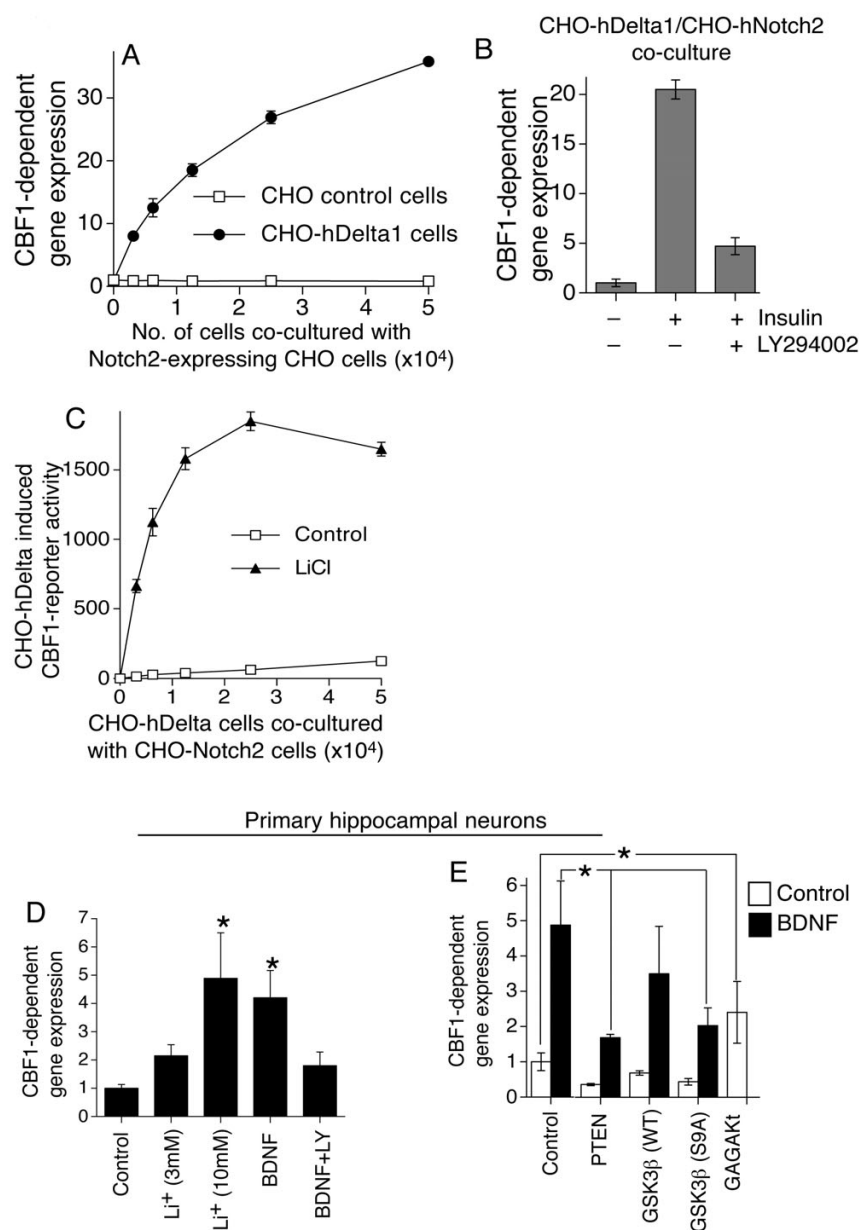 A
CBF1-dependent
gene expression
30
20
10
0
CHO control cells
CHO-hDelta1 cells
0 1 2 3 4 5
No. of cells co-cultured with
Notch2-expressing CHO cells (x10⁴)
B
CHO-hDelta1/CHO-hNotch2
co-culture
CBF1-dependent
gene expression
20
15
10
5
0
− + + Insulin
− − + LY294002
C
CHO-hDelta induced
CBF1-reporter activity
1500
1000
500
0
Control
LiCl
0 1 2 3 4 5
CHO-hDelta cells co-cultured
with CHO-Notch2 cells (x10⁴)
Primary hippocampal neurons
D
CBF1-dependent
gene expression
7
6
5
4
3
2
1
0
* *
Control
Li⁺ (3mM)
Li⁺ (10mM)
BDNF
BDNF+LY
E
CBF1-dependent
gene expression
6
5
4
3
2
1
0
*
*
Control
BDNF
Control
PTEN
GSK3β (WT)
GSK3β (S9A)
GAGAKt